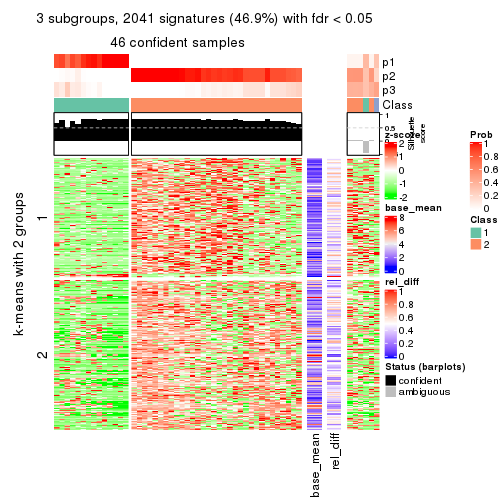 3 subgroups, 2041 signatures (46.9%) with fdr < 0.05
46 confident samples
p1
p2
p3
Class
1
0.5
0
Silhouette
score
k-means with 2 groups
1
2
base_mean
rel_diff
z-score
2
1
0
-1
-2
base_mean
8
6
4
2
0
rel_diff
1
0.8
0.6
0.4
0.2
0
Status (barplots)
confident
ambiguous
Prob
1
0.8
0.6
0.4
0.2
0
Class
1
2